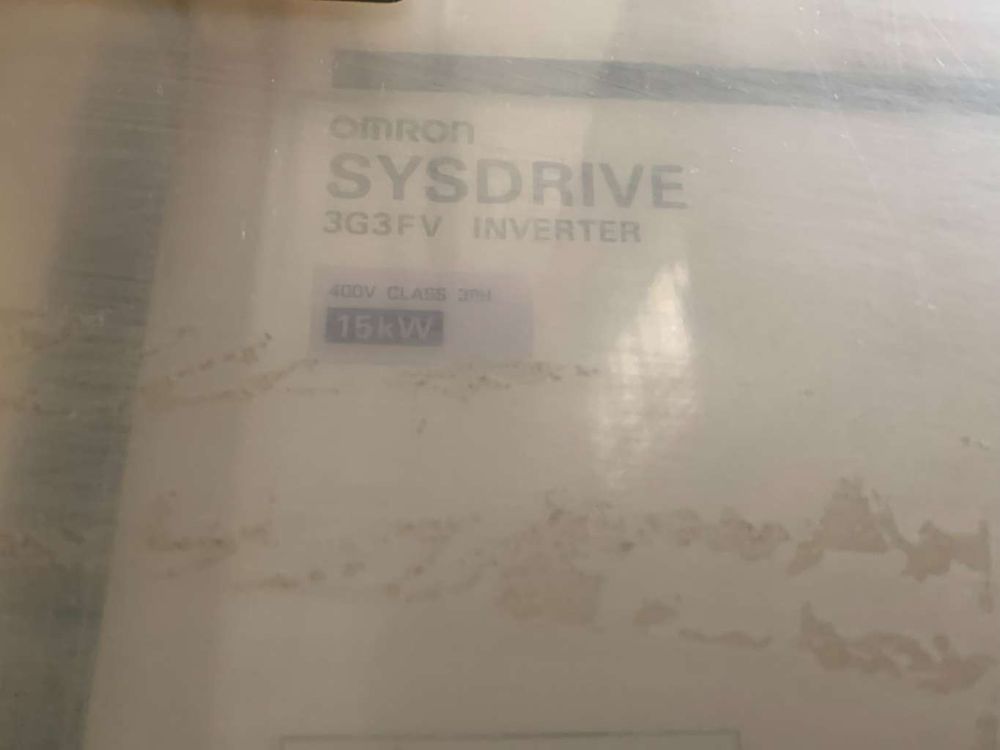 omron
SYSDRIVE
3G3FV INVERTER
400V CLASS 3PH
15kW